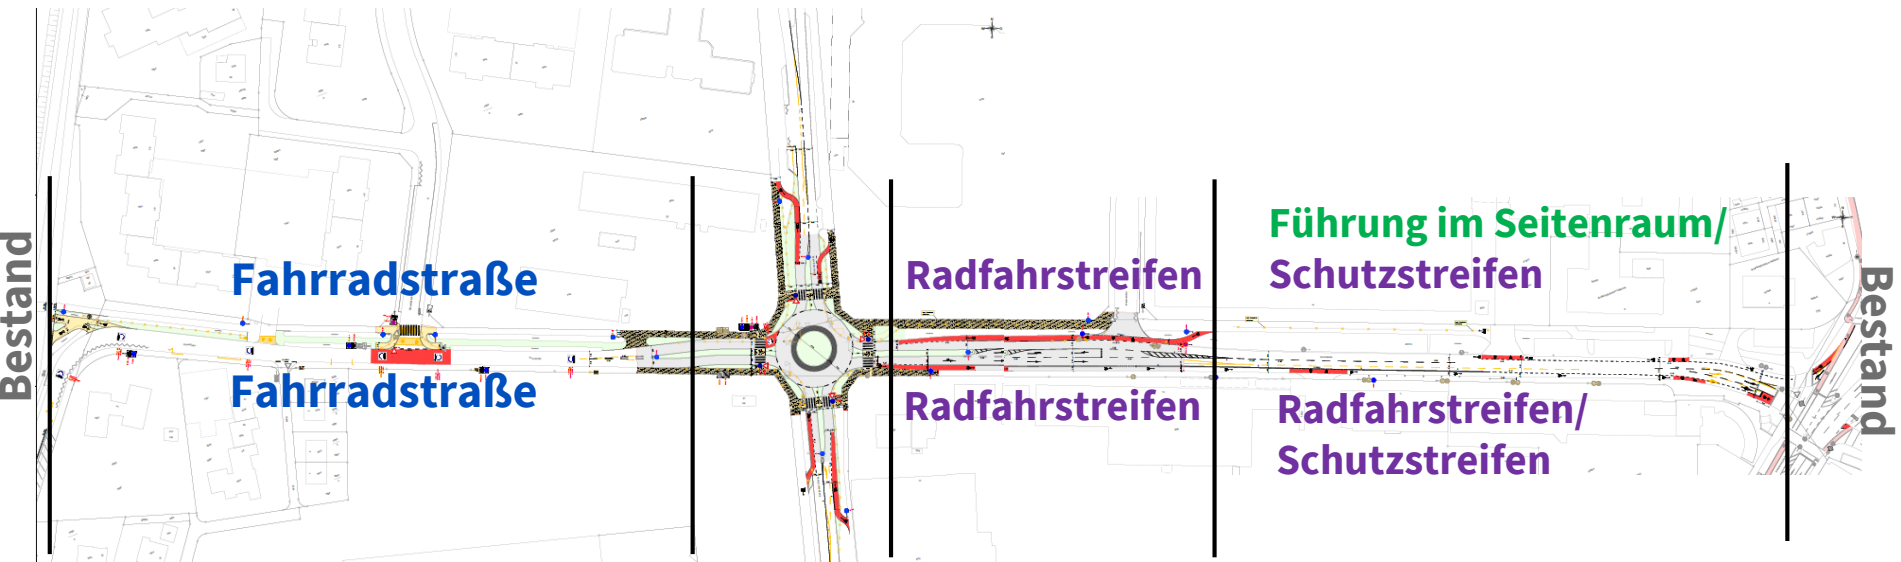 Bestand
Fahrradstraße
Fahrradstraße
Radfahrstreifen
Radfahrstreifen
Führung im Seitenraum/
Schutzstreifen
Radfahrstreifen/
Schutzstreifen
Bestand